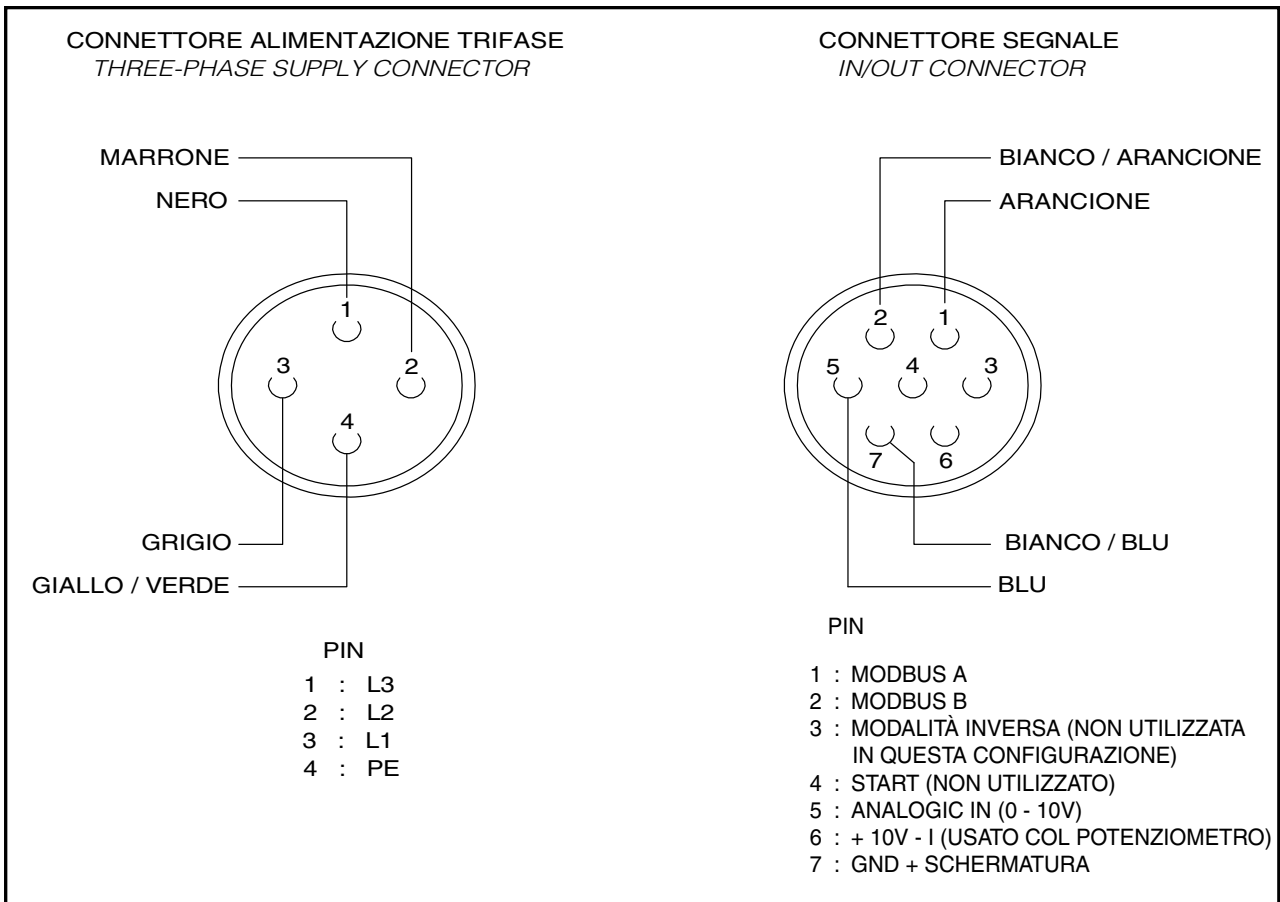 CONNETTORE ALIMENTAZIONE TRIFASE
THREE-PHASE SUPPLY CONNECTOR
MARRONE
NERO
1
3
2
4
GRIGIO
GIALLO / VERDE
PIN
1 : L3
2 : L2
3 : L1
4 : PE
CONNETTORE SEGNALE
IN/OUT CONNECTOR
BIANCO / ARANCIONE
ARANCIONE
2
1
5
4
3
7
6
BIANCO / BLU
BLU
PIN
1 : MODBUS A
2 : MODBUS B
3 : MODALITÀ INVERSA (NON UTILIZZATA
IN QUESTA CONFIGURAZIONE)
4 : START (NON UTILIZZATO)
5 : ANALOGIC IN (0 - 10V)
6 : + 10V - I (USATO COL POTENZIOMETRO)
7 : GND + SCHERMATURA